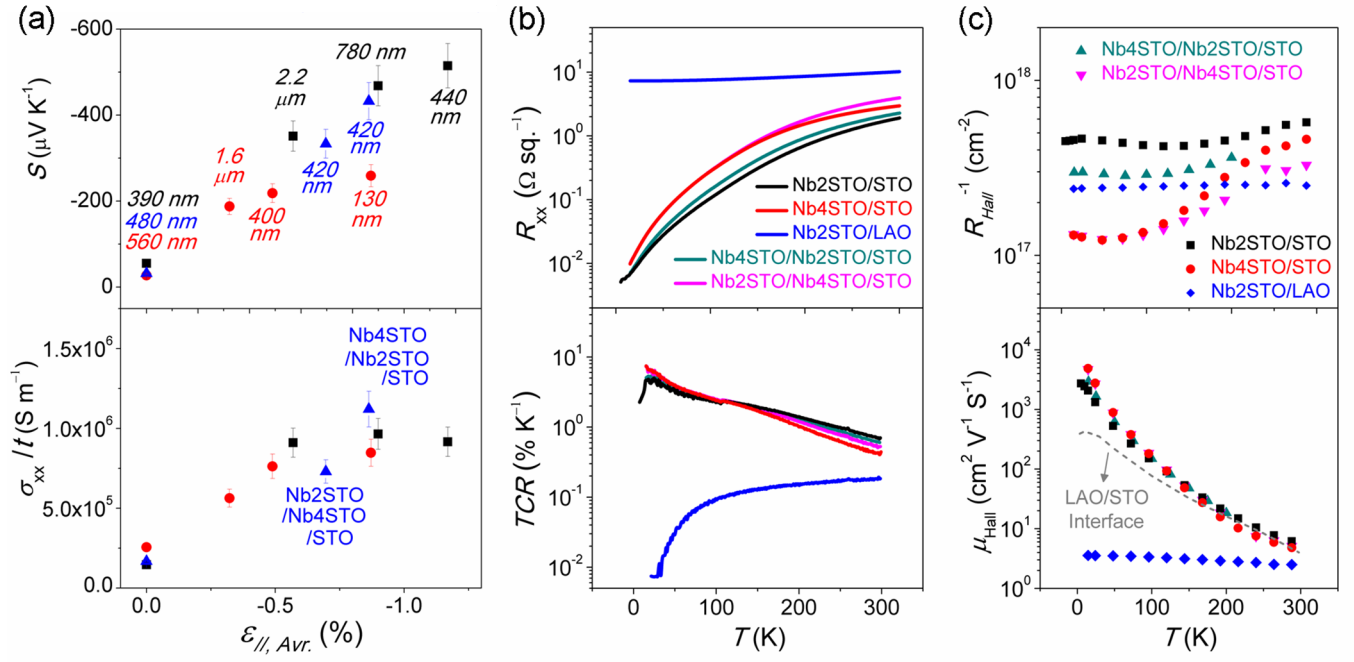 (a)
-600
-400
-200
0
S (μV K⁻¹)
390 nm
480 nm
560 nm
1.6
μm
400
nm
2.2
μm
420
nm
780 nm
420
nm
130
nm
440
nm
1.5x10⁶
1.0x10⁶
5.0x10⁵
0.0
σxx /t (S m⁻¹)
Nb4STO
/Nb2STO
/STO
Nb2STO
/Nb4STO
/STO
0.0
-0.5
-1.0
ε//, Avr. (%)
(b)
10¹
10⁰
10⁻¹
10⁻²
Rxx (Ω sq.⁻¹)
Nb2STO/STO
Nb4STO/STO
Nb2STO/LAO
Nb4STO/Nb2STO/STO
Nb2STO/Nb4STO/STO
10¹
10⁰
10⁻¹
10⁻²
TCR (% K⁻¹)
0
100
200
300
T (K)
(c)
10¹⁸
10¹⁷
RHall⁻¹ (cm⁻²)
Nb4STO/Nb2STO/STO
Nb2STO/Nb4STO/STO
Nb2STO/STO
Nb4STO/STO
Nb2STO/LAO
10⁴
10³
10²
10¹
10⁰
μHall (cm² V⁻¹ S⁻¹)
LAO/STO
Interface
0
100
200
300
T (K)